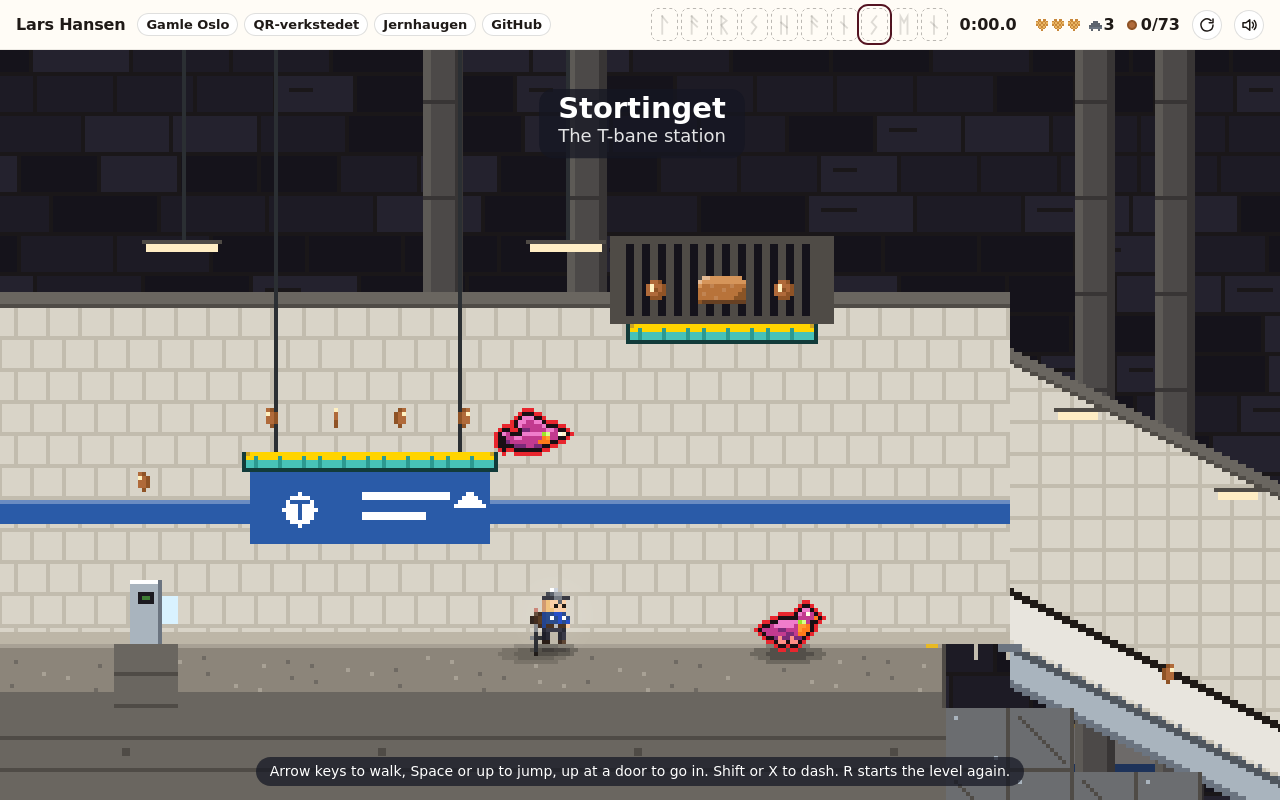 Lars Hansen
Gamle Oslo
QR-verkstedet
Jernhaugen
GitHub
ᛚ ᚨ ᚱ ᛊ ᚺ ᚨ ᚾ ᛊ ᛖ ᚾ
0:00.0
3
0/73
Stortinget
The T-bane station
T
Arrow keys to walk, Space or up to jump, up at a door to go in. Shift or X to dash. R starts the level again.